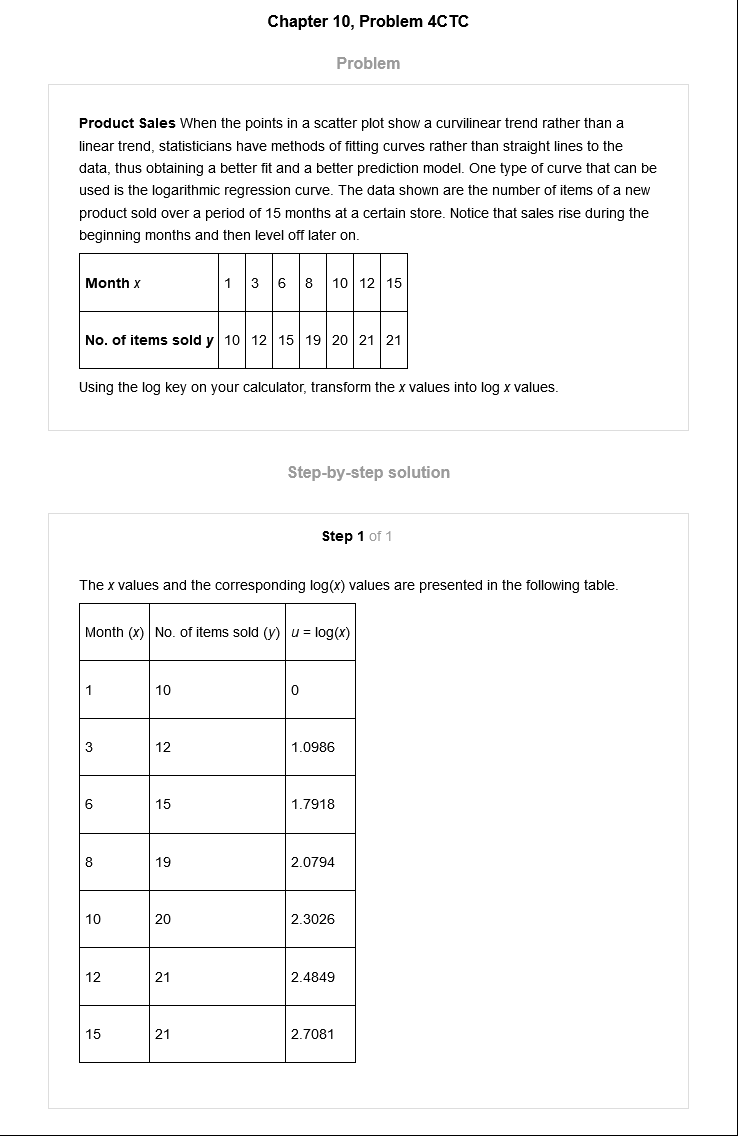 Chapter 10, Problem 4CTC
Problem
Product Sales When the points in a scatter plot show a curvilinear trend rather than a
linear trend, statisticians have methods of fitting curves rather than straight lines to the
data, thus obtaining a better fit and a better prediction model. One type of curve that can be
used is the logarithmic regression curve. The data shown are the number of items of a new
product sold over a period of 15 months at a certain store. Notice that sales rise during the
beginning months and then level off later on.
Month x 1 3 6 8 10 12 15
No. of items sold y 10 12 15 19 20 21 21
Using the log key on your calculator, transform the x values into log x values.
Step-by-step solution
Step 1 of 1
The x values and the corresponding log(x) values are presented in the following table.
Month (x) No. of items sold (y) u = log(x)
1 10 0
3 12 1.0986
6 15 1.7918
8 19 2.0794
10 20 2.3026
12 21 2.4849
15 21 2.7081